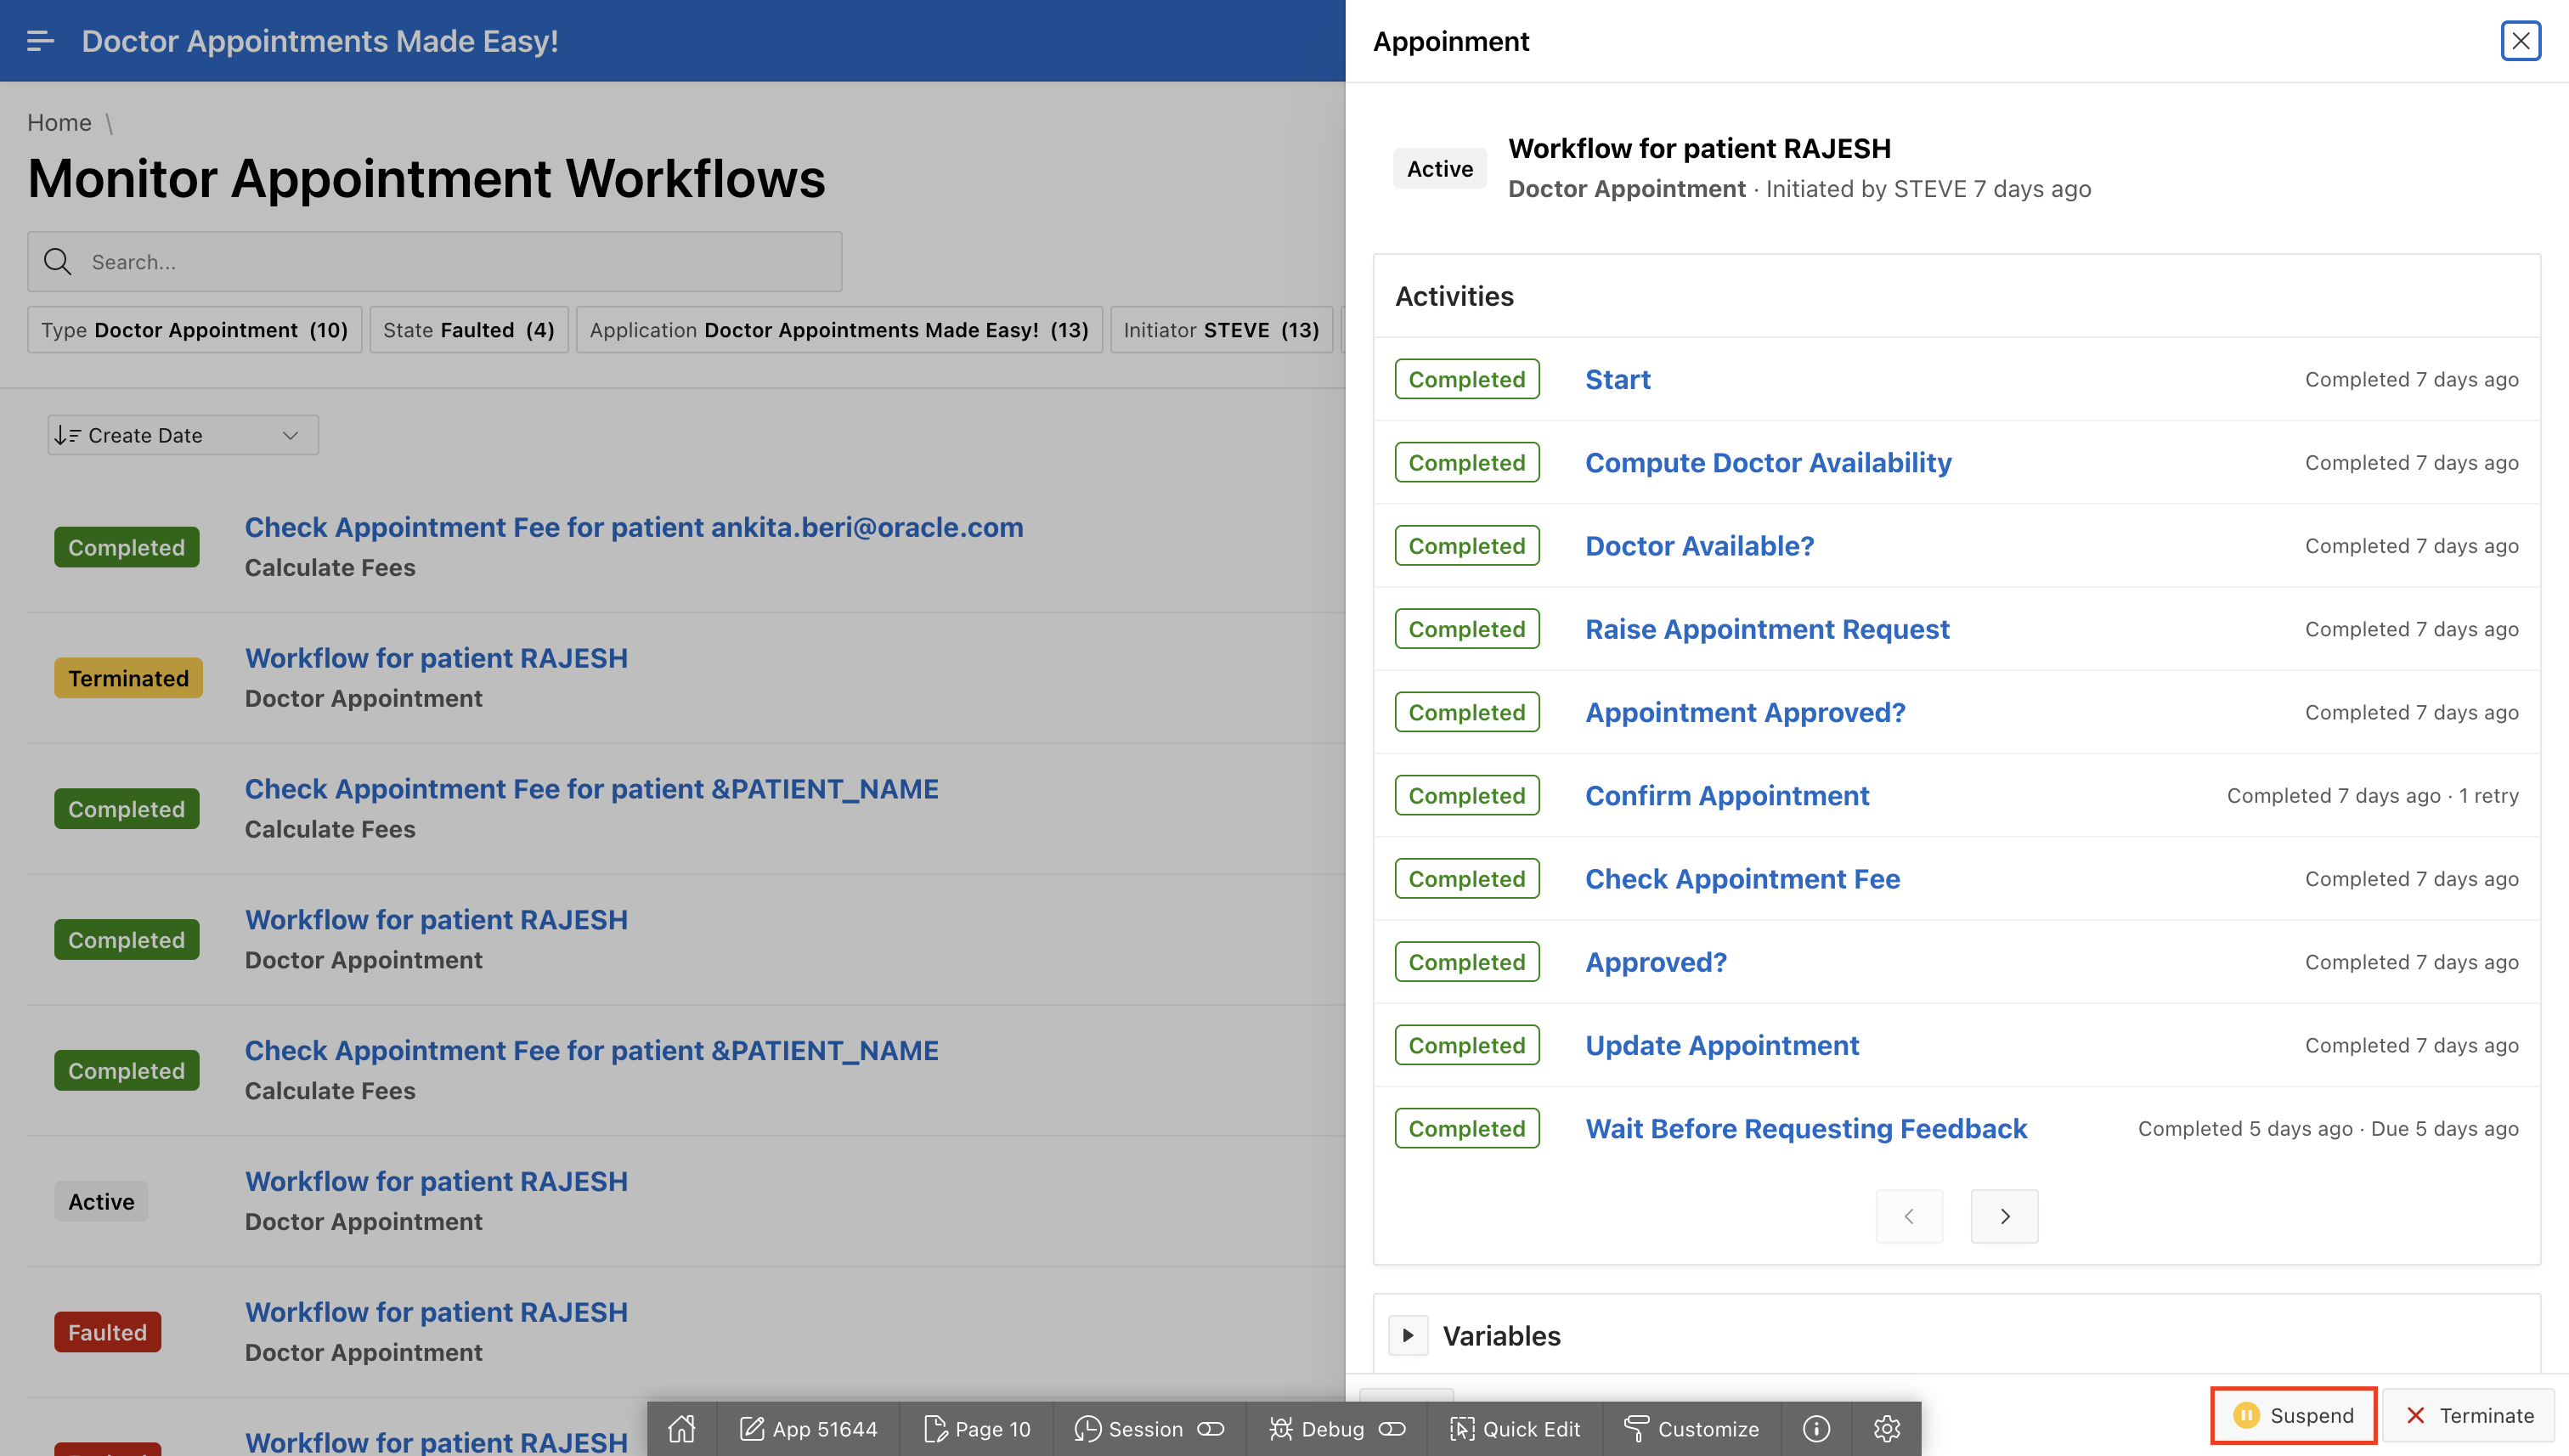 Doctor Appointments Made Easy!
Home \
Monitor Appointment Workflows
Search...
Type Doctor Appointment (10)
State Faulted (4)
Application Doctor Appointments Made Easy! (13)
Initiator STEVE (13)
Create Date
Completed
Check Appointment Fee for patient ankita.beri@oracle.com
Calculate Fees
Terminated
Workflow for patient RAJESH
Doctor Appointment
Completed
Check Appointment Fee for patient &PATIENT_NAME
Calculate Fees
Completed
Workflow for patient RAJESH
Doctor Appointment
Completed
Check Appointment Fee for patient &PATIENT_NAME
Calculate Fees
Active
Workflow for patient RAJESH
Doctor Appointment
Faulted
Workflow for patient RAJESH
Doctor Appointment
Workflow for patient RAJESH
Appoinment
Active
Workflow for patient RAJESH
Doctor Appointment · Initiated by STEVE 7 days ago
Activities
Completed Start Completed 7 days ago
Completed Compute Doctor Availability Completed 7 days ago
Completed Doctor Available? Completed 7 days ago
Completed Raise Appointment Request Completed 7 days ago
Completed Appointment Approved? Completed 7 days ago
Completed Confirm Appointment Completed 7 days ago · 1 retry
Completed Check Appointment Fee Completed 7 days ago
Completed Approved? Completed 7 days ago
Completed Update Appointment Completed 7 days ago
Completed Wait Before Requesting Feedback Completed 5 days ago · Due 5 days ago
Variables
Suspend
Terminate
App 51644
Page 10
Session
Debug
Quick Edit
Customize